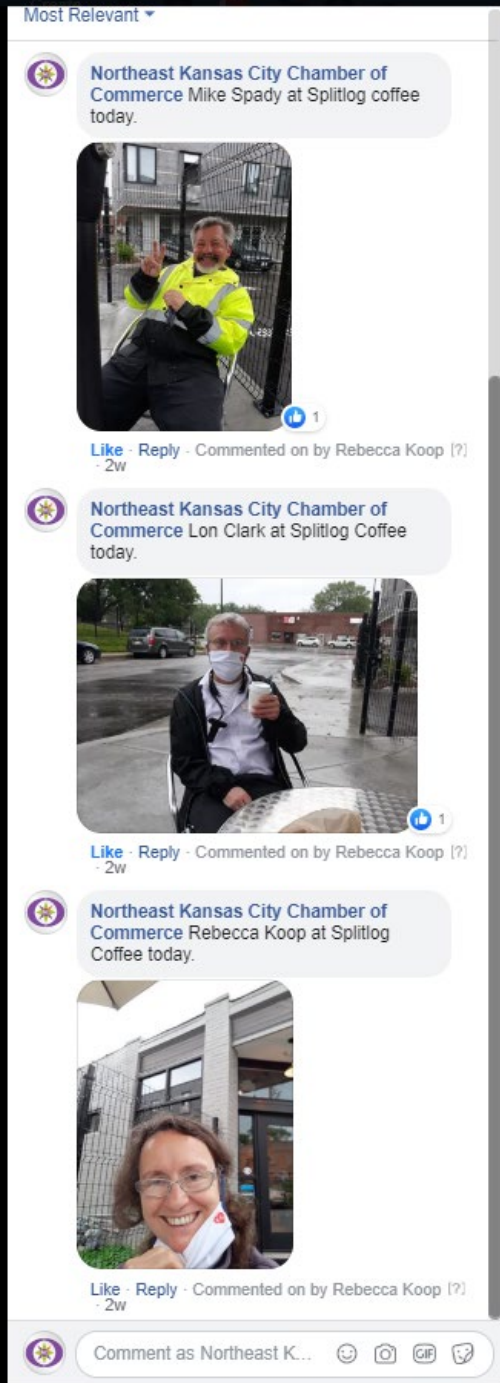 Most Relevant
Northeast Kansas City Chamber of
Commerce Mike Spady at Splitlog coffee
today.
1
Like · Reply · Commented on by Rebecca Koop [?]
· 2w
Northeast Kansas City Chamber of
Commerce Lon Clark at Splitlog Coffee
today.
1
Like · Reply · Commented on by Rebecca Koop [?]
· 2w
Northeast Kansas City Chamber of
Commerce Rebecca Koop at Splitlog
Coffee today.
Like · Reply · Commented on by Rebecca Koop [?]
· 2w
Comment as Northeast K...
GIF